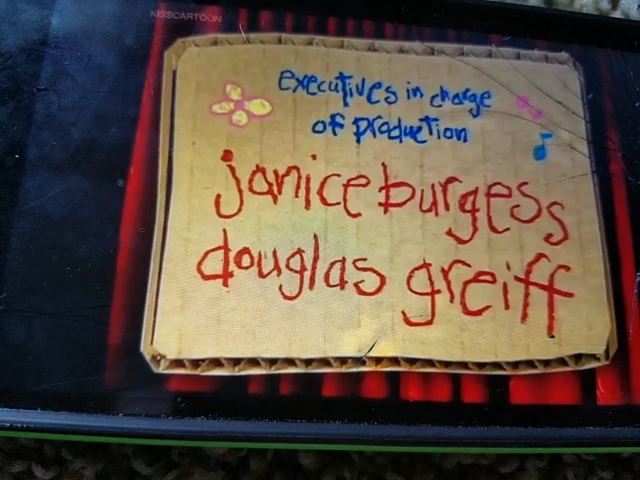 KISSCARTOON
executives in charge
of production
janice burgess
douglas greiff